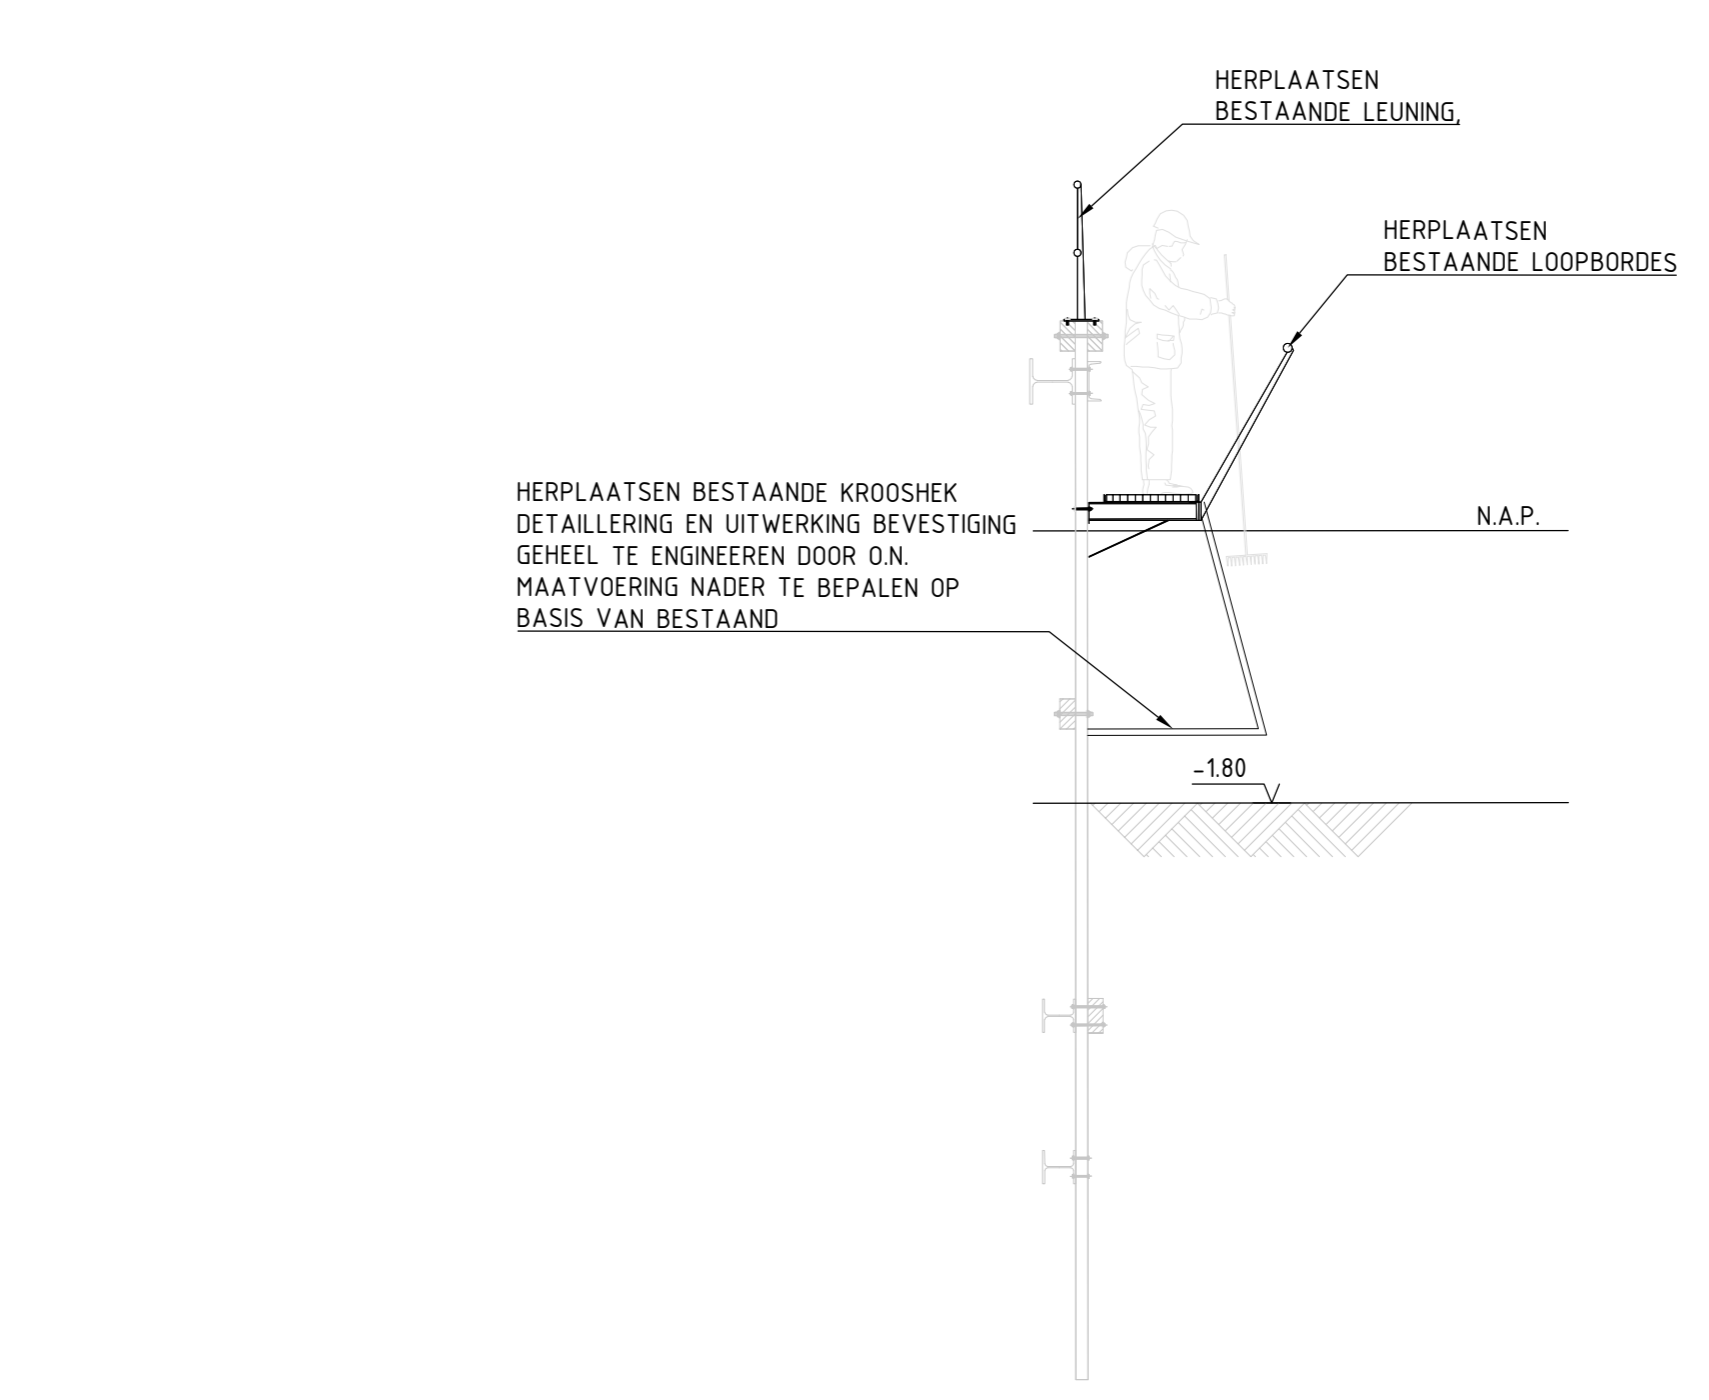 HERPLAATSEN
BESTAANDE LEUNING,
HERPLAATSEN
BESTAANDE LOOPBORDES
HERPLAATSEN BESTAANDE KROOSHEK
DETAILLERING EN UITWERKING BEVESTIGING
GEHEEL TE ENGINEEREN DOOR O.N.
MAATVOERING NADER TE BEPALEN OP
BASIS VAN BESTAAND
N.A.P.
-1.80